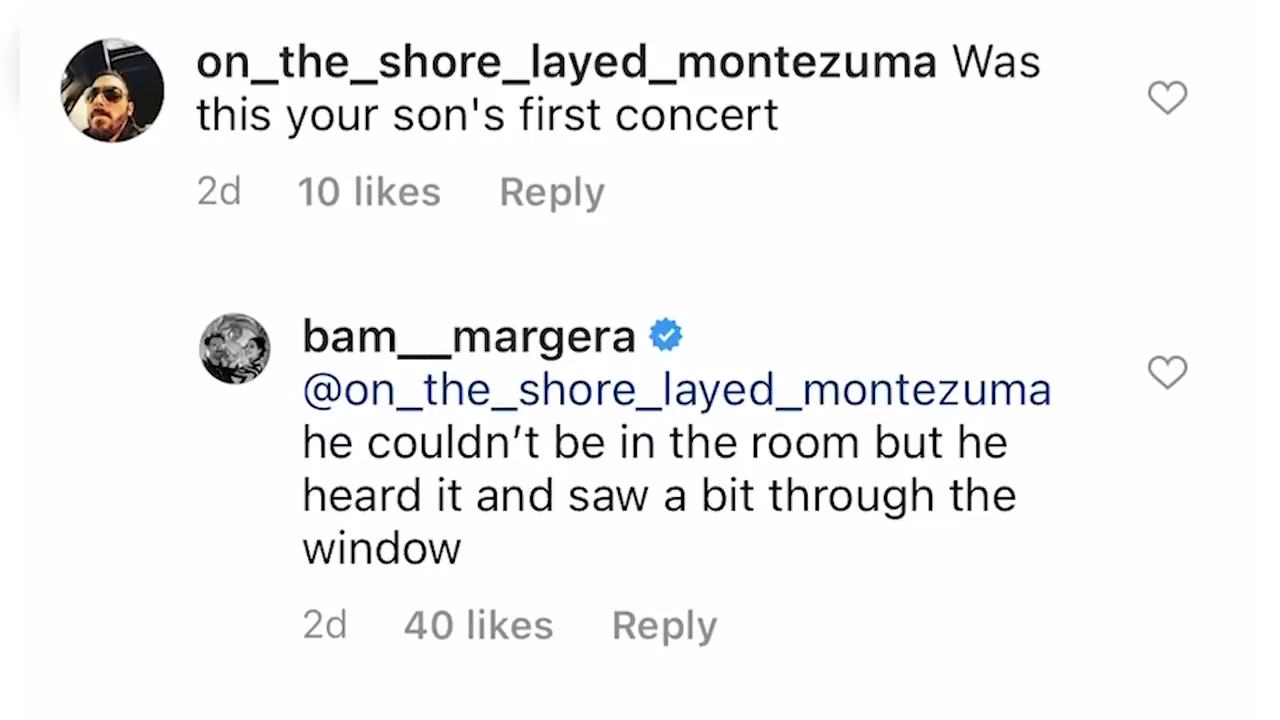 on_the_shore_layed_montezuma Was
this your son's first concert
2d 10 likes Reply
bam__margera
@on_the_shore_layed_montezuma
he couldn’t be in the room but he
heard it and saw a bit through the
window
2d 40 likes Reply